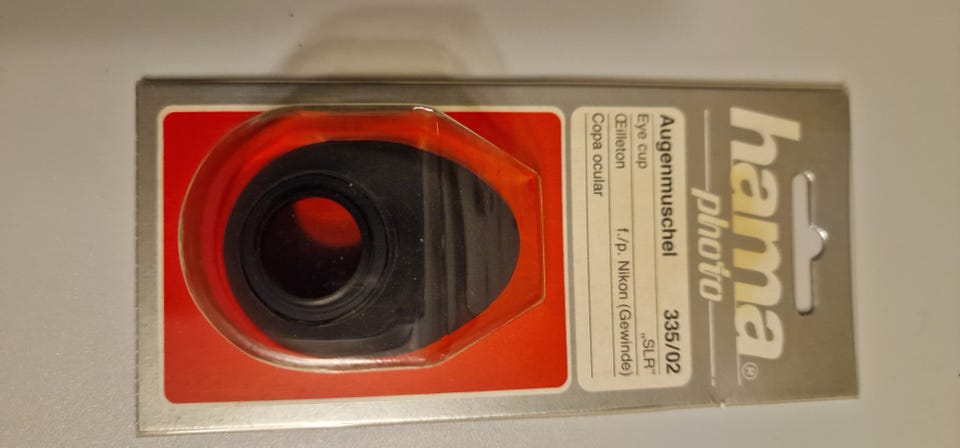 hama®
photo
Augenmuschel 335/02
Eye cup „SLR"
Œilleton f./p. Nikon (Gewinde)
Copa ocular